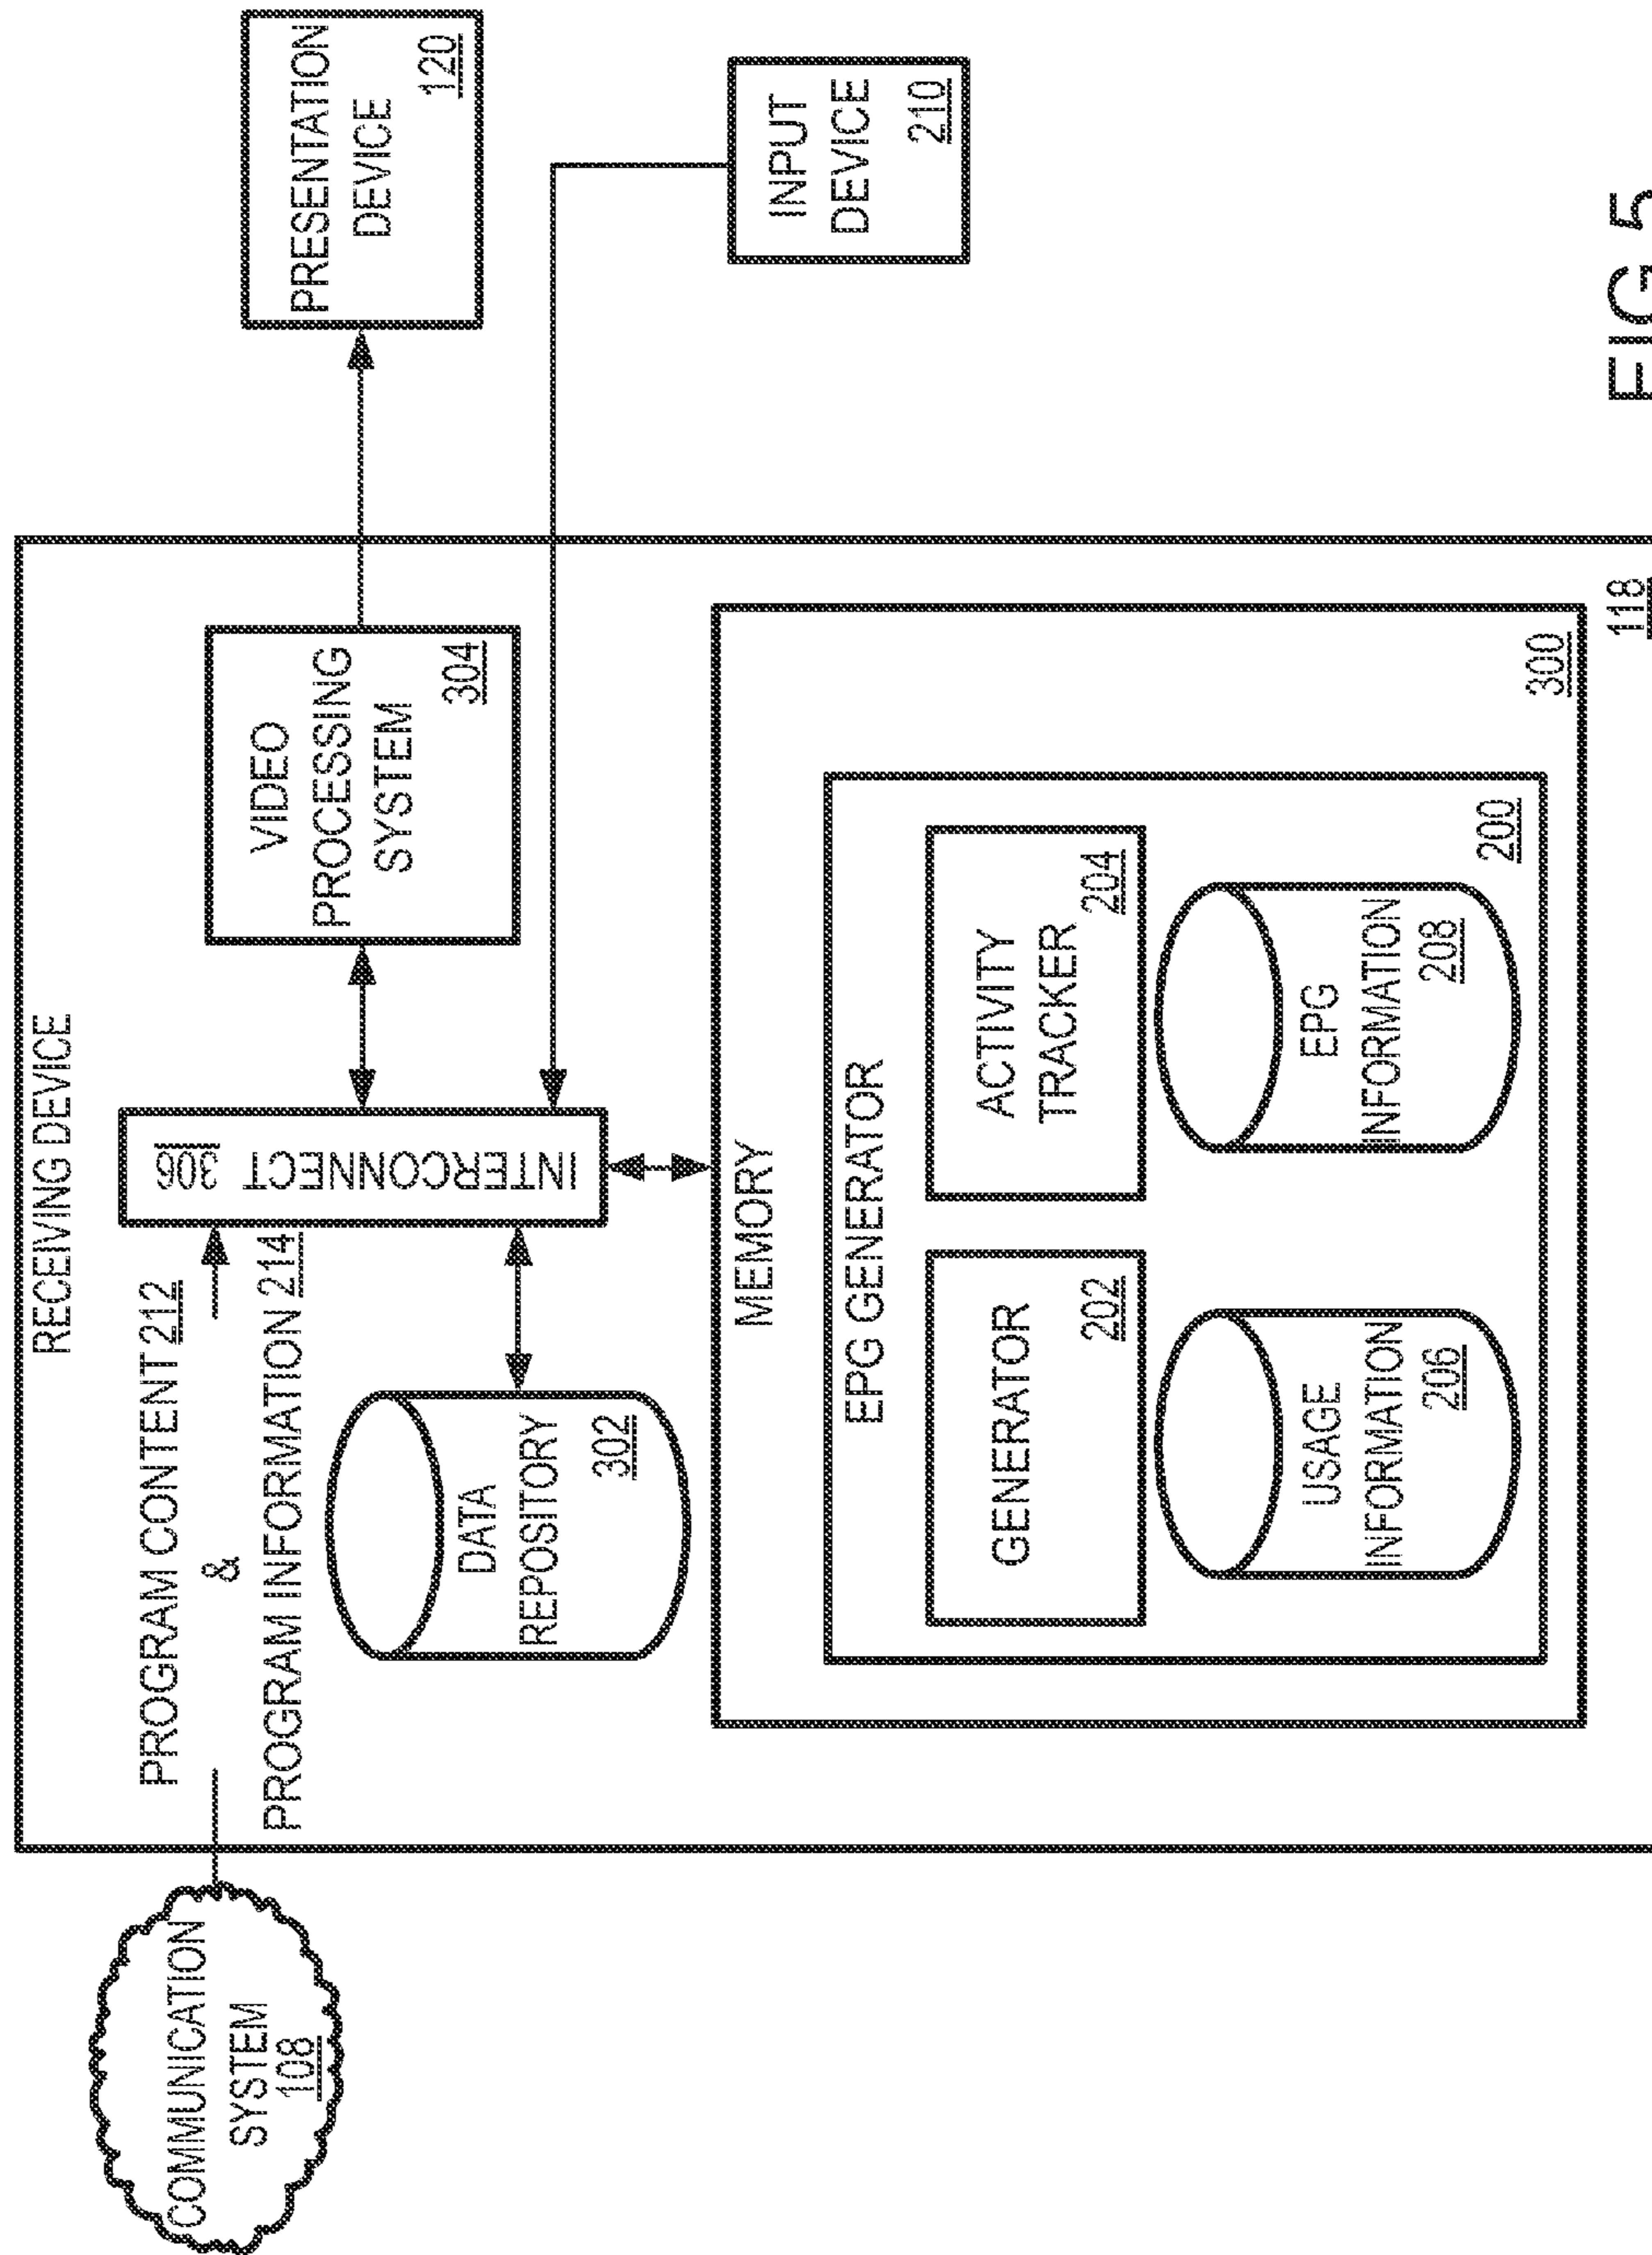 RECEIVING DEVICE
COMMUNICATION
SYSTEM
108
PROGRAM CONTENT 212
&
PROGRAM INFORMATION 214
DATA
REPOSITORY
302
INTERCONNECT 306
VIDEO
PROCESSING
SYSTEM
304
PRESENTATION
DEVICE
120
INPUT
DEVICE
210
MEMORY
EPG GENERATOR
GENERATOR
202
ACTIVITY
TRACKER
204
USAGE
INFORMATION
206
EPG
INFORMATION
208
200
300
118
FIG 5